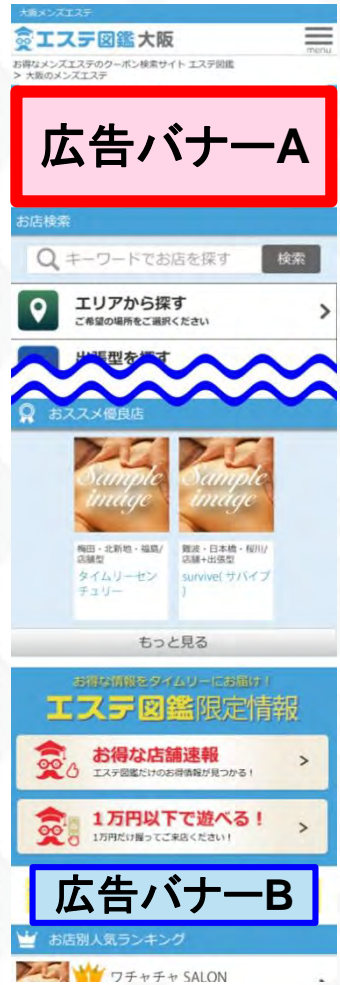 大阪メンズエステ
エステ図鑑大阪
menu
お得なメンズエステのクーポン検索サイト エステ図鑑
> 大阪のメンズエステ
広告バナーA
お店検索
キーワードでお店を探す
検索
エリアから探す
ご希望の場所をご選択ください
出張型を探す
おススメ優良店
Sample
image
Sample
image
梅田・北新地・福島/
店舗型
タイムリーセン
チュリー
難波・日本橋・桜川/
店舗+出張型
survive( サバイブ
)
もっと見る
お得な情報をタイムリーにお届け！
エステ図鑑限定情報
お得な店舗速報
エステ図鑑だけのお得情報が見つかる！
1万円以下で遊べる！
1万円だけ握ってご来店ください！
広告バナーB
お店別人気ランキング
1
ワチャチャ SALON